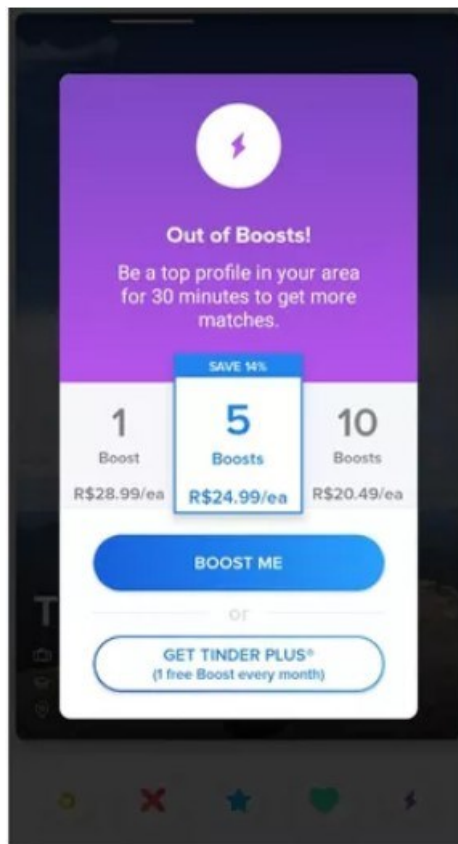 Out of Boosts!
Be a top profile in your area
for 30 minutes to get more
matches.
SAVE 14%
1
Boost
R$28.99/ea
5
Boosts
R$24.99/ea
10
Boosts
R$20.49/ea
BOOST ME
or
GET TINDER PLUS®
(1 free Boost every month)
T